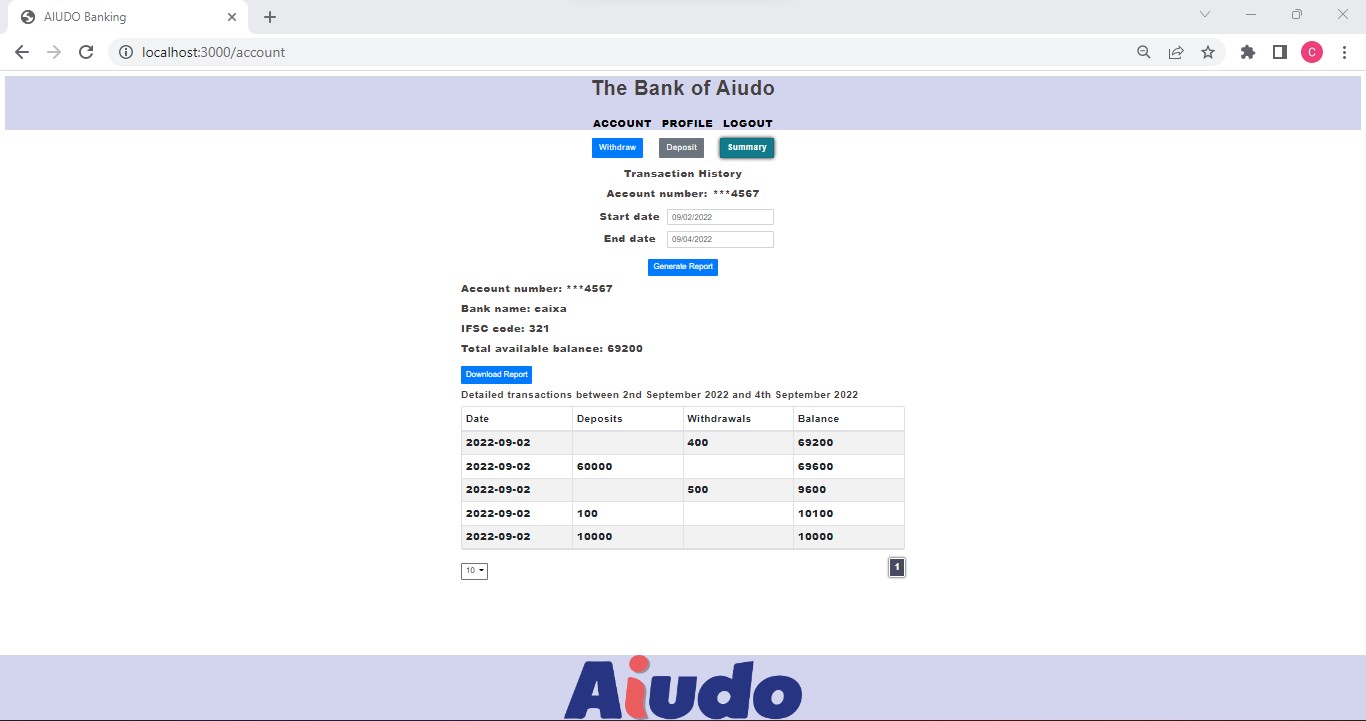 AIUDO Banking
localhost:3000/account
C
The Bank of Aiudo
ACCOUNT PROFILE LOGOUT
Withdraw Deposit Summary
Transaction History
Account number: ***4567
Start date 09/02/2022
End date 09/04/2022
Generate Report
Account number: ***4567
Bank name: caixa
IFSC code: 321
Total available balance: 69200
Download Report
Detailed transactions between 2nd September 2022 and 4th September 2022
Date Deposits Withdrawals Balance
2022-09-02 400 69200
2022-09-02 60000 69600
2022-09-02 500 9600
2022-09-02 100 10100
2022-09-02 10000 10000
10 1
Aiudo